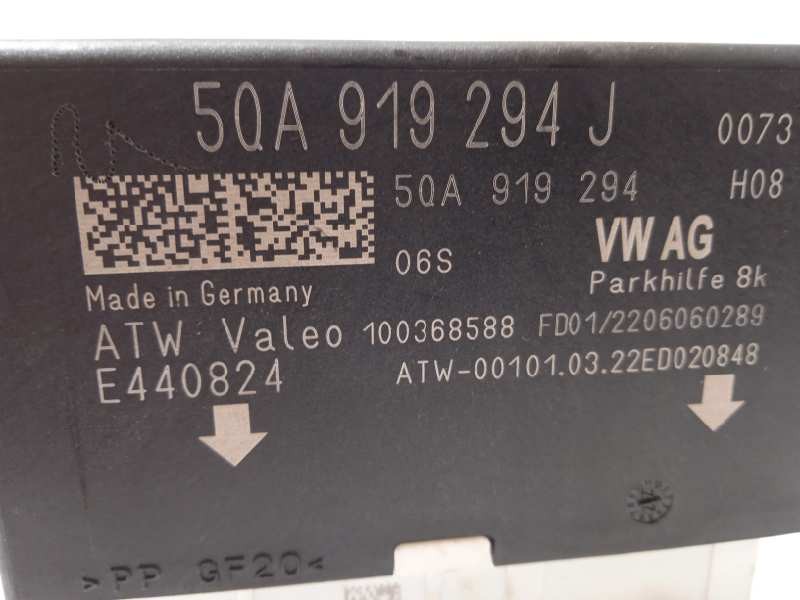 5QA 919 294 J 0073
5QA 919 294 H08
06S VW AG
Parkhilfe 8k
Made in Germany
ATW Valeo 100368588 FD01/2206060289
E440824 ATW-00101.03.22ED020848
>PP GF20<